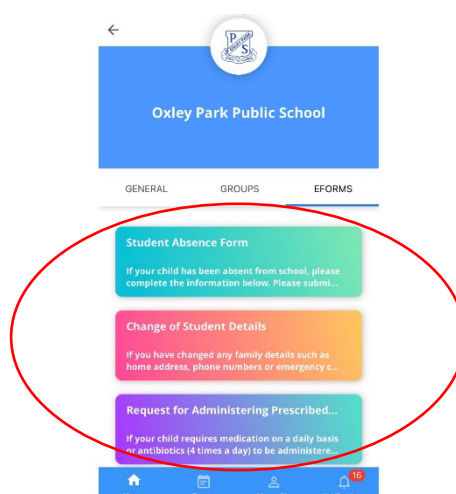 P
S
OXLEY PARK
Oxley Park Public School
GENERAL GROUPS EFORMS
Student Absence Form
If your child has been absent from school, please
complete the information below. Please submi...
Change of Student Details
If you have changed any family details such as
home address, phone numbers or emergency c...
Request for Administering Prescribed...
If your child requires medication on a daily basis
or antibiotics (4 times a day) to be administere...
16